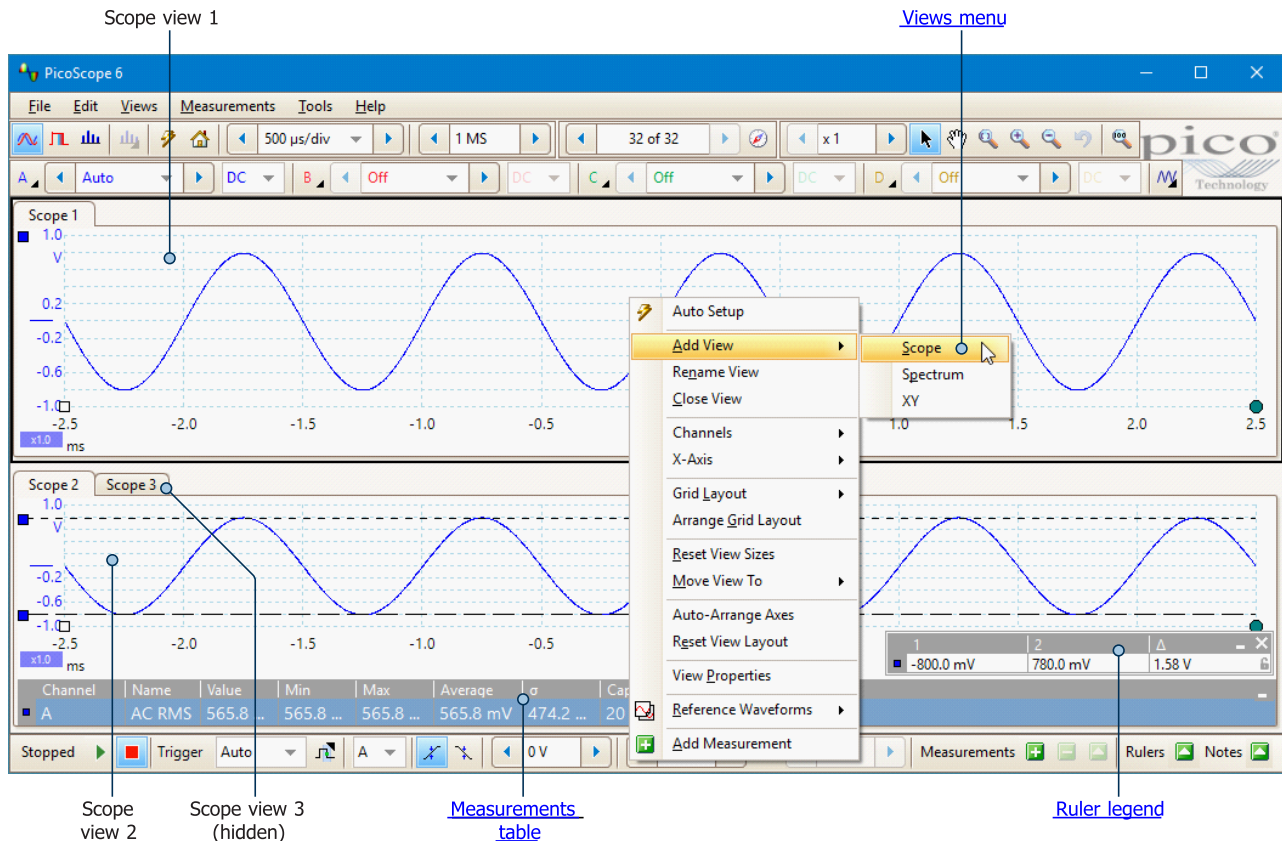 Scope view 1
Views menu
PicoScope 6
File Edit Views Measurements Tools Help
500 µs/div 1 MS 32 of 32 x 1
pico
Technology
A Auto DC B Off DC C Off DC D Off DC
Scope 1
1.0
V
0.2
-0.2
-0.6
-1.0
-2.5 -2.0 -1.5 -1.0 -0.5 1.0 1.5 2.0 2.5
x1.0 ms
Auto Setup
Add View
Rename View
Close View
Channels
X-Axis
Grid Layout
Arrange Grid Layout
Reset View Sizes
Move View To
Auto-Arrange Axes
Reset View Layout
View Properties
Reference Waveforms
Add Measurement
Scope
Spectrum
XY
Scope 2 Scope 3
1.0
V
-0.2
-0.6
-1.0
-2.5 -2.0 -1.5 -1.0 -0.5
x1.0 ms
1 2 Δ
-800.0 mV 780.0 mV 1.58 V
Channel Name Value Min Max Average σ
A AC RMS 565.8 ... 565.8 ... 565.8 ... 565.8 mV 474.2 ... 20
Stopped Trigger Auto A 0 V Measurements Rulers Notes
Scope
view 2
Scope view 3
(hidden)
Measurements
table
Ruler legend